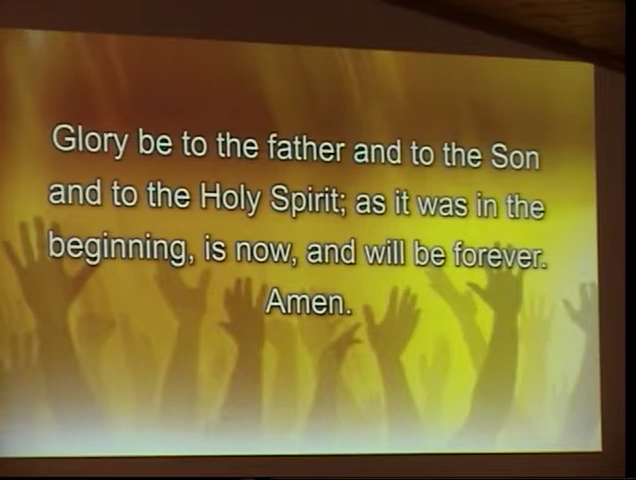 Glory be to the father and to the Son
and to the Holy Spirit; as it was in the
beginning, is now, and will be forever.
Amen.